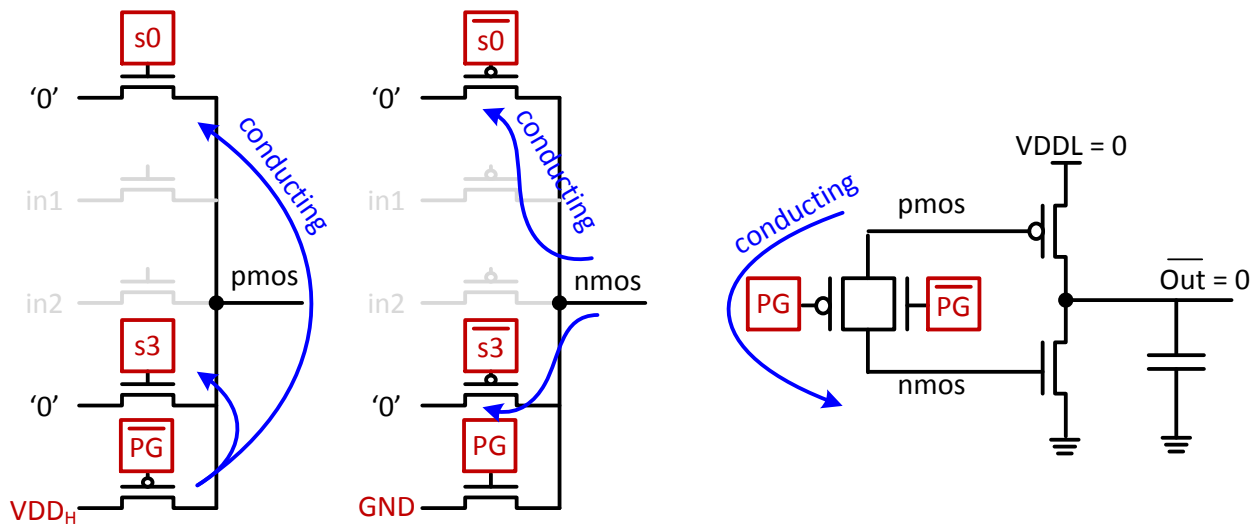 s0
'0'
conducting
in1
pmos
in2
s3
'0'
PG
VDDH
s0
'0'
conducting
in1
nmos
in2
s3
'0'
PG
GND
VDDL = 0
conducting
pmos
PG
PG
Out = 0
nmos